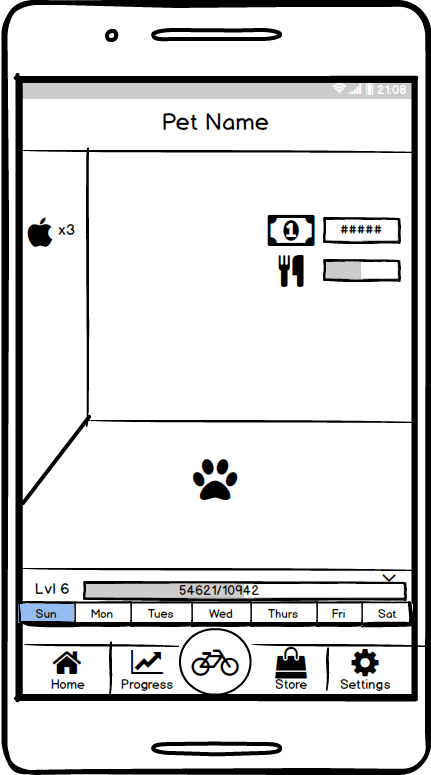 21:08
Pet Name
x3
1
#####
Lvl 6 54621/10942
Sun Mon Tues Wed Thurs Fri Sat
Home Progress Store Settings